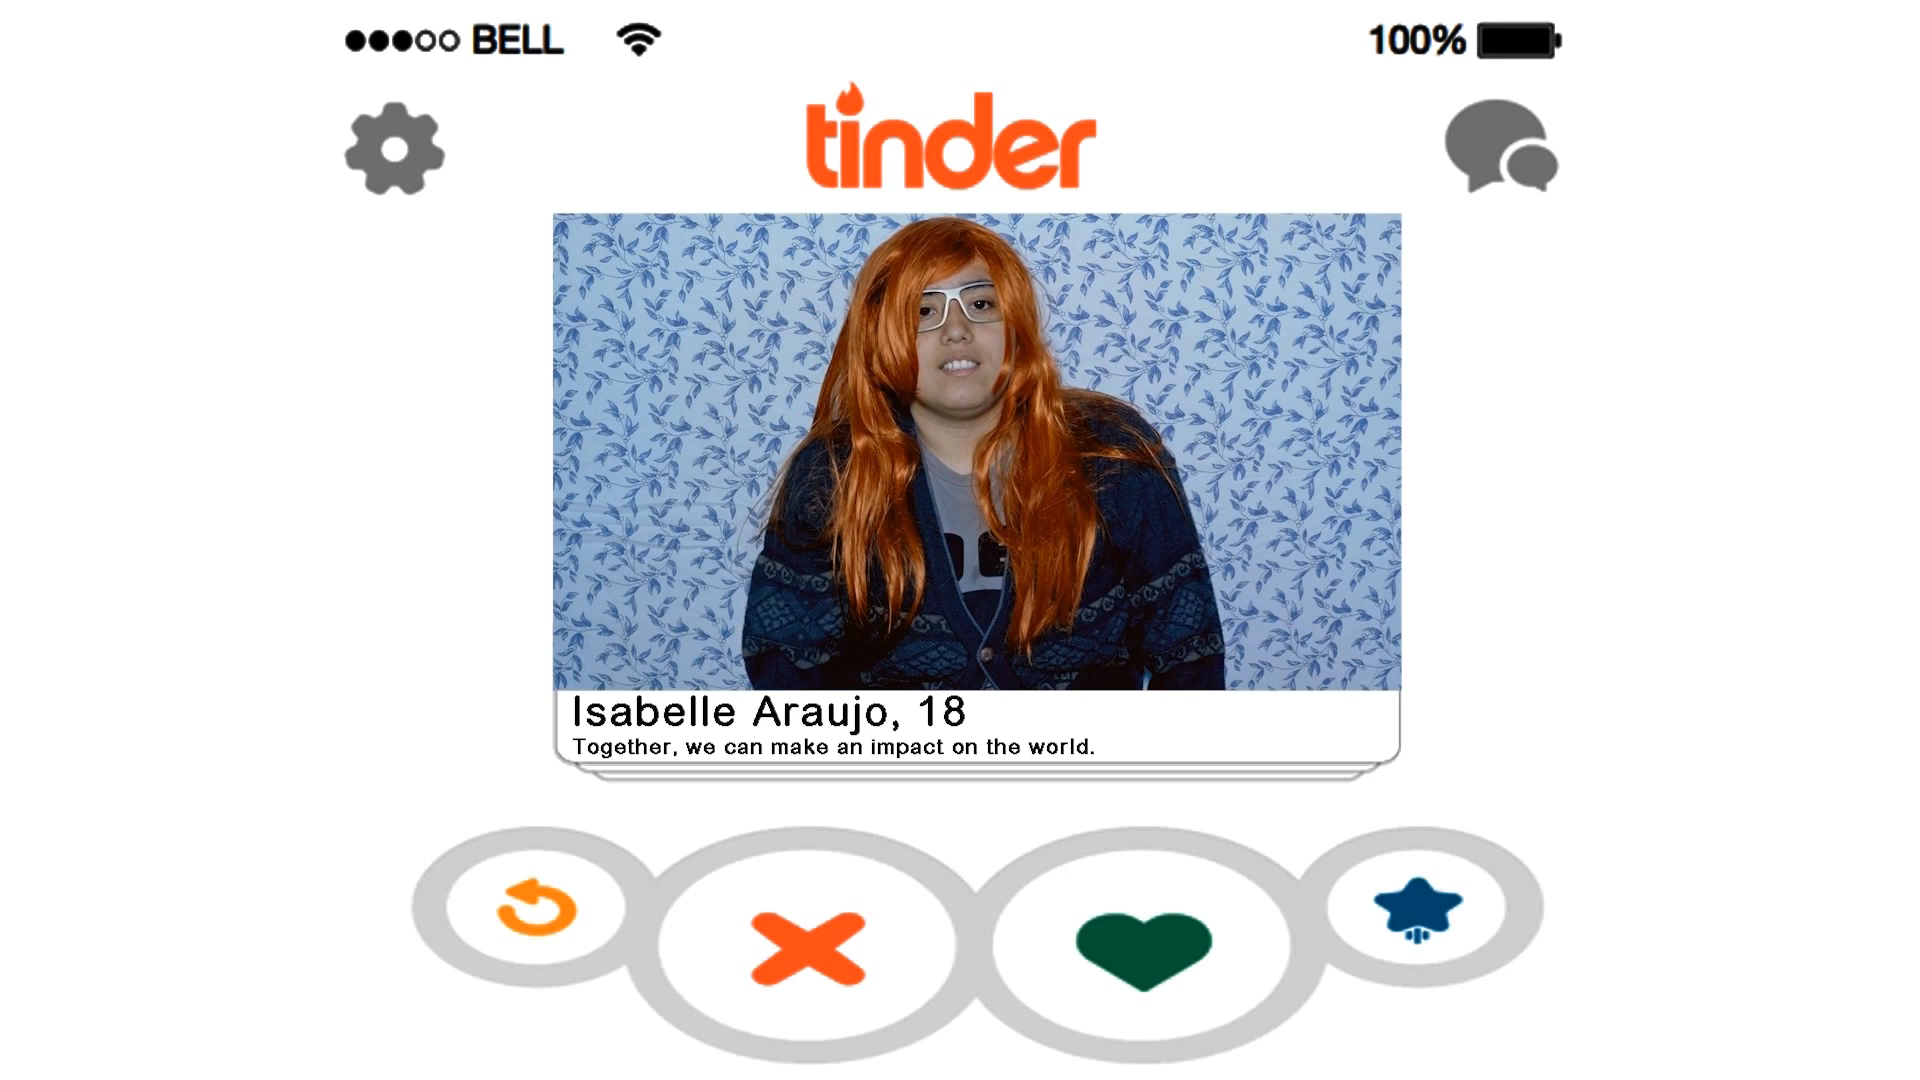 BELL 100%
tinder
Isabelle Araujo, 18
Together, we can make an impact on the world.